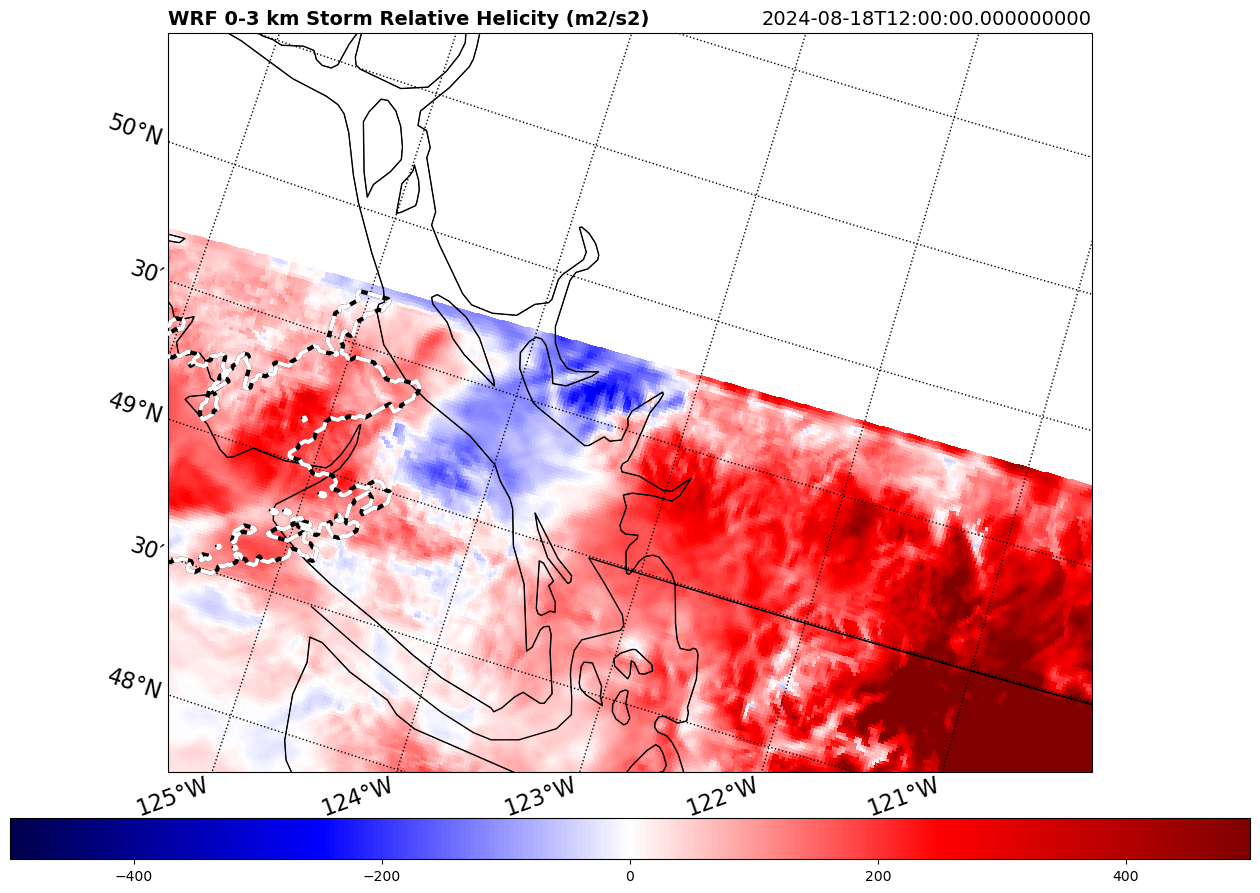 WRF 0-3 km Storm Relative Helicity (m2/s2) 2024-08-18T12:00:00.000000000
50°N
30′
49°N
30′
48°N
125°W 124°W 123°W 122°W 121°W
−400 −200 0 200 400